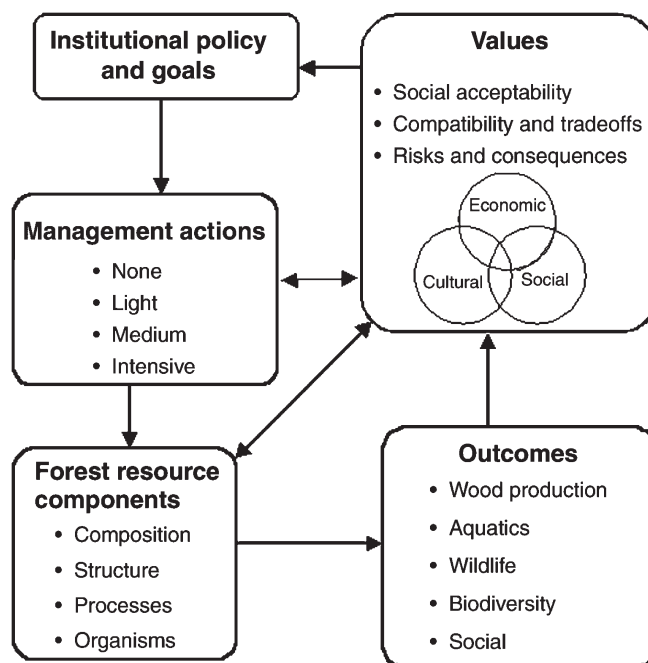 Institutional policy
and goals
Values
• Social acceptability
• Compatibility and tradeoffs
• Risks and consequences
Economic
Cultural
Social
Management actions
• None
• Light
• Medium
• Intensive
Forest resource
components
• Composition
• Structure
• Processes
• Organisms
Outcomes
• Wood production
• Aquatics
• Wildlife
• Biodiversity
• Social